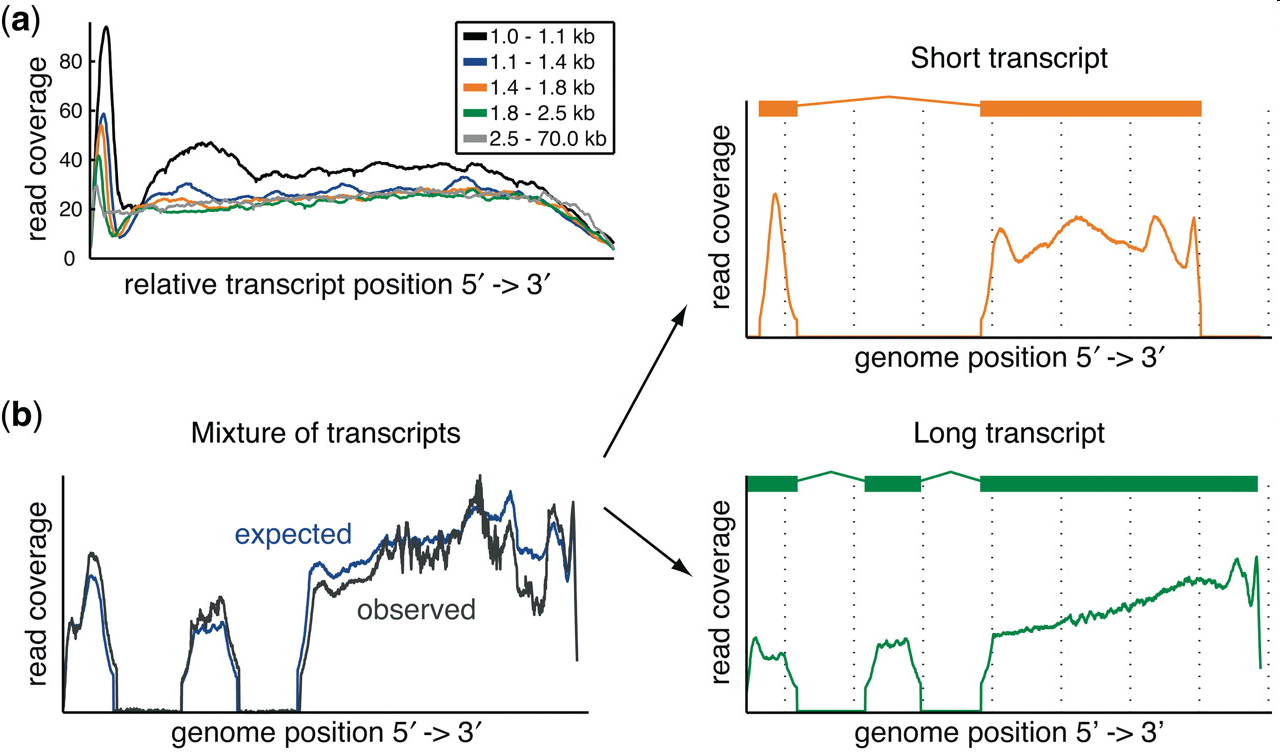 (a)
read coverage
80
60
40
20
0
1.0 - 1.1 kb
1.1 - 1.4 kb
1.4 - 1.8 kb
1.8 - 2.5 kb
2.5 - 70.0 kb
relative transcript position 5′ -> 3′
Short transcript
read coverage
genome position 5′ -> 3′
(b)
Mixture of transcripts
read coverage
expected
observed
genome position 5′ -> 3′
Long transcript
read coverage
genome position 5' -> 3'